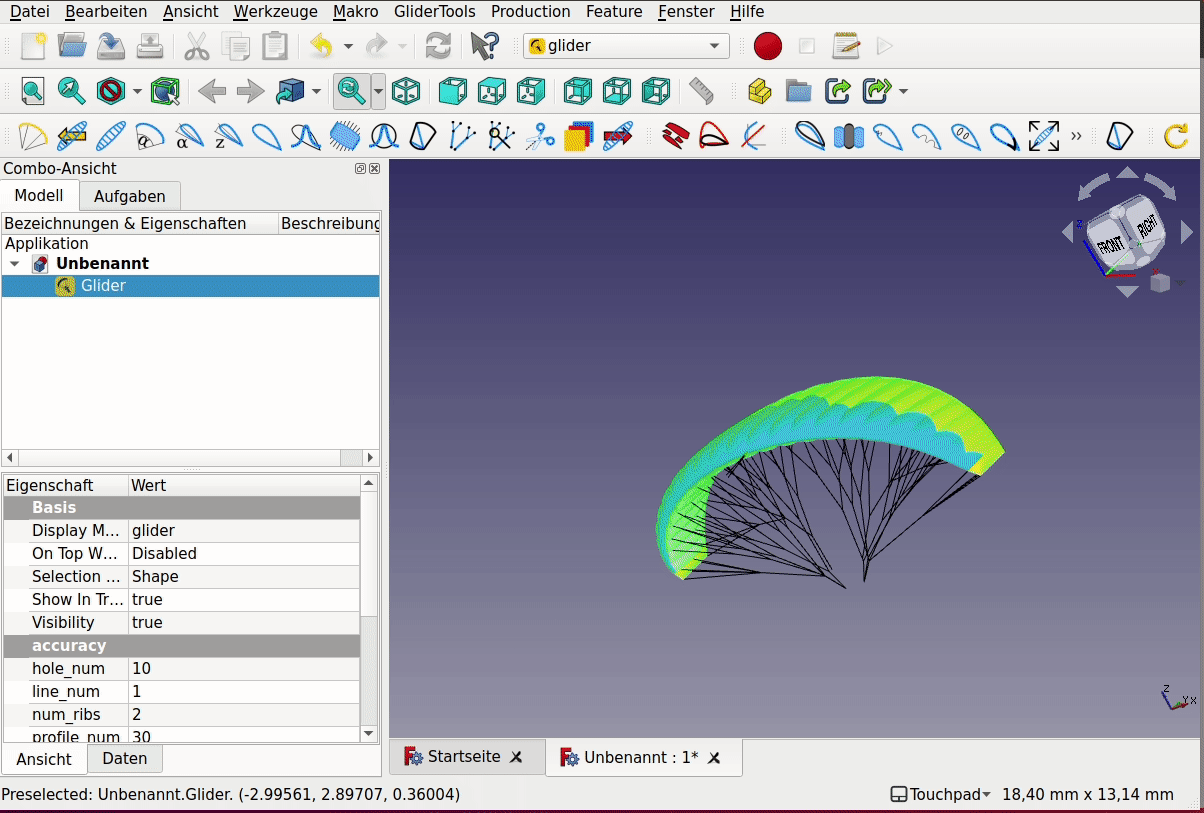 Datei Bearbeiten Ansicht Werkzeuge Makro GliderTools Production Feature Fenster Hilfe
glider
Combo-Ansicht
Modell Aufgaben
Bezeichnungen & Eigenschaften Beschreibung
Applikation
Unbenannt
Glider
FRONT RIGHT
Eigenschaft Wert
Basis
Display M... glider
On Top W... Disabled
Selection ... Shape
Show In Tr... true
Visibility true
accuracy
hole_num 10
line_num 1
num_ribs 2
profile_num 30
Z
Y X
Ansicht Daten
Startseite Unbenannt : 1*
Preselected: Unbenannt.Glider. (-2.99561, 2.89707, 0.36004)
Touchpad 18,40 mm x 13,14 mm